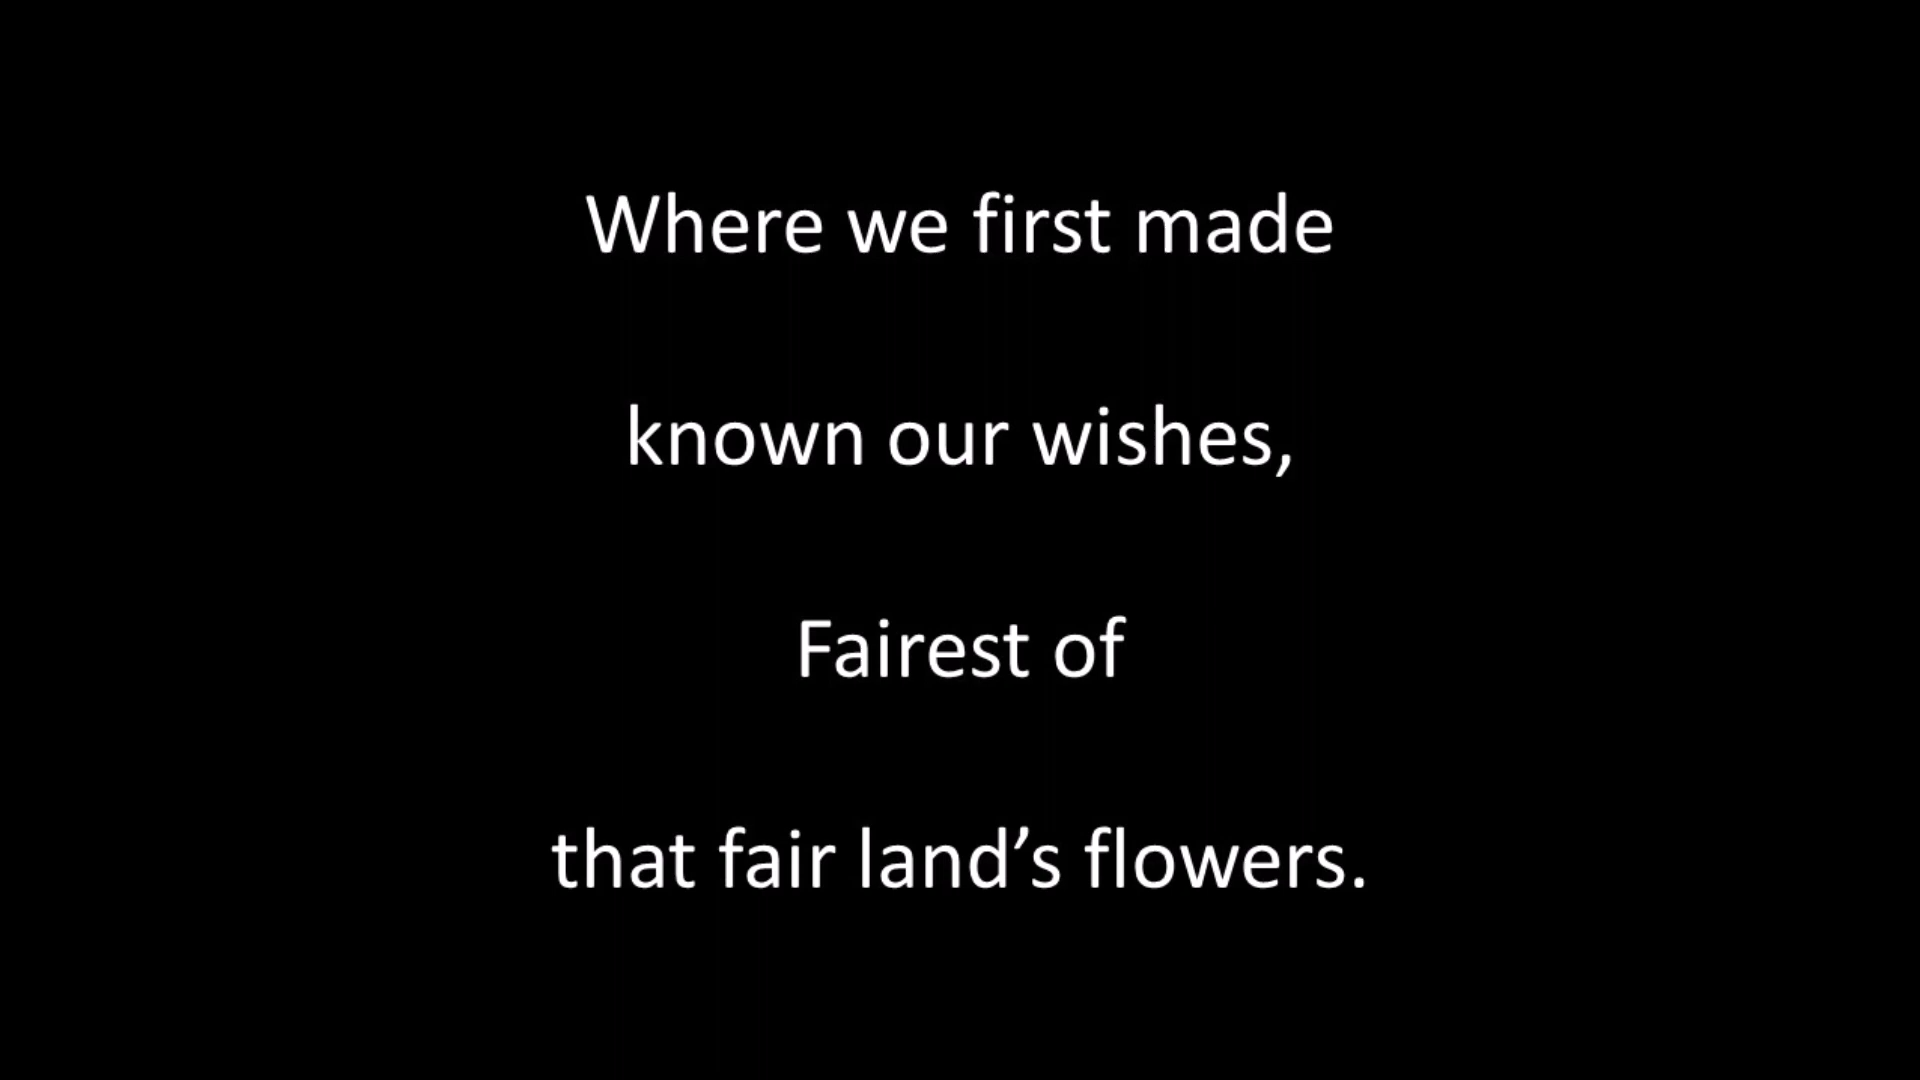 Where we first made
known our wishes,
Fairest of
that fair land’s flowers.